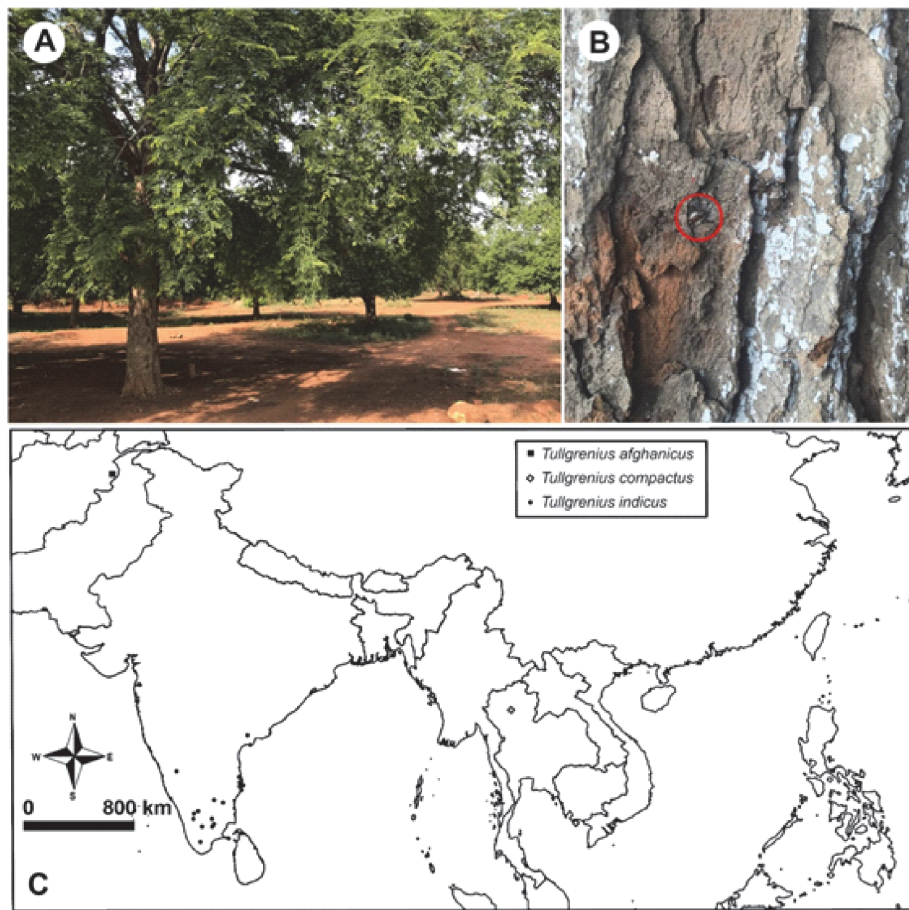 A
B
Tullgrenius afghanicus
Tullgrenius compactus
Tullgrenius indicus
N
W E
S
0 800 km
C